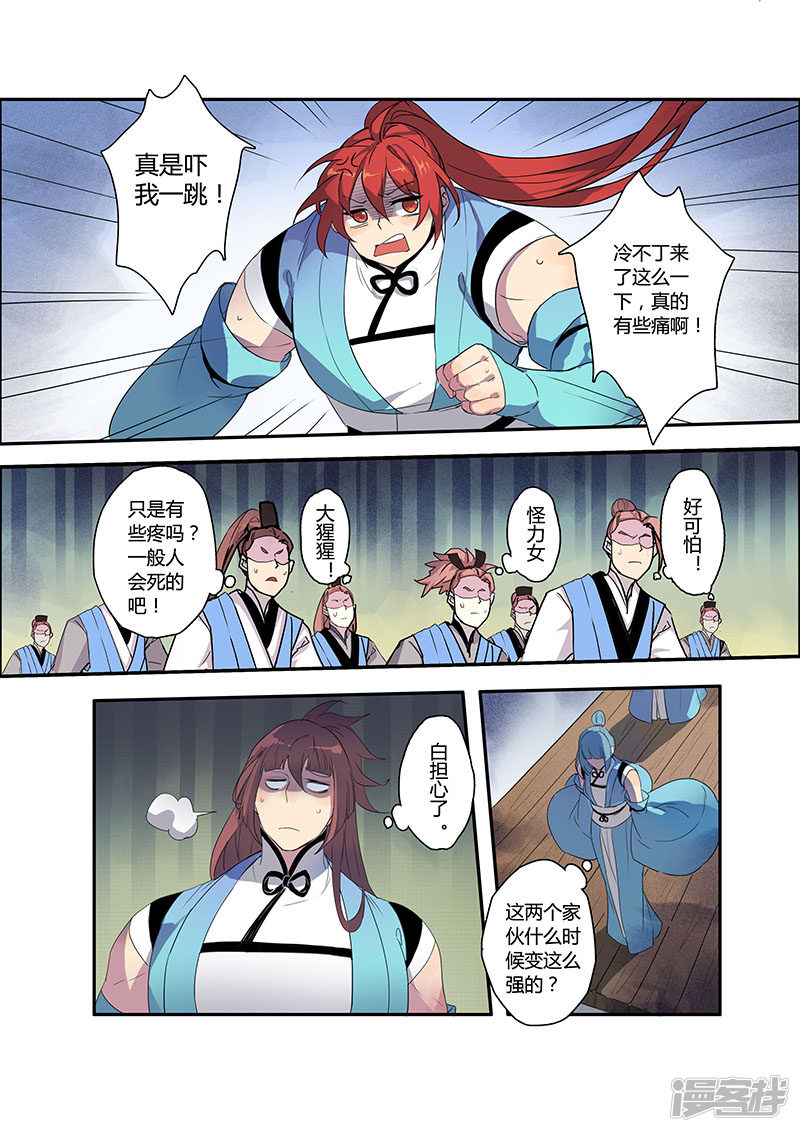 真是吓
我一跳！
冷不丁来
了这么一
下，真的
有些痛啊！
只是有
些疼吗？
一般人
会死的
吧！
大猩猩！
怪力女
好可怕！
白担心了。
这两个家
伙什么时
候变这么
强的？
漫客栈